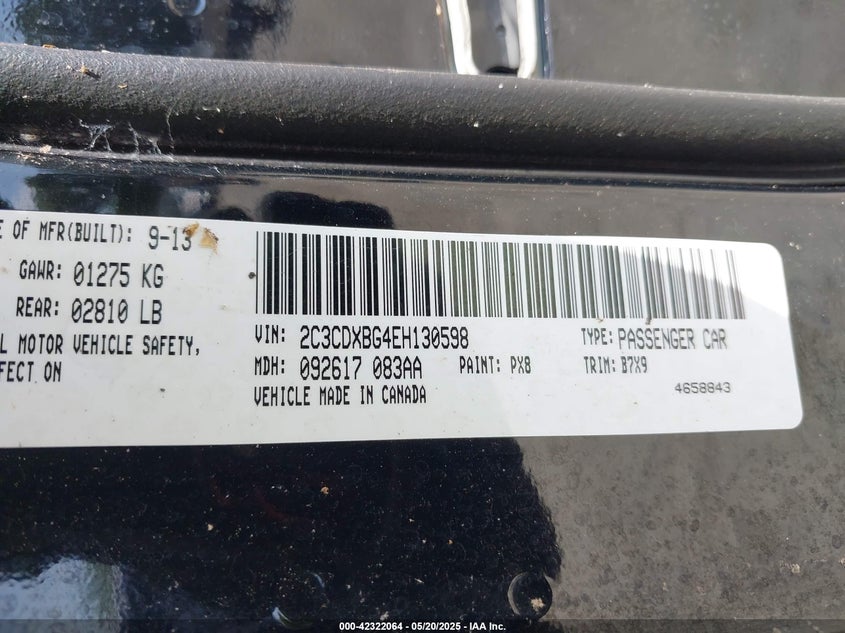 E OF MFR(BUILT): 9-13
GAWR: 01275 KG
REAR: 02810 LB
L MOTOR VEHICLE SAFETY,
FECT ON
VIN: 2C3CDXBG4EH130598
TYPE: PASSENGER CAR
MDH: 092617 083AA
PAINT: PX8
TRIM: B7X9
VEHICLE MADE IN CANADA
4658843
000-42322064 - 05/20/2025 - IAA Inc.